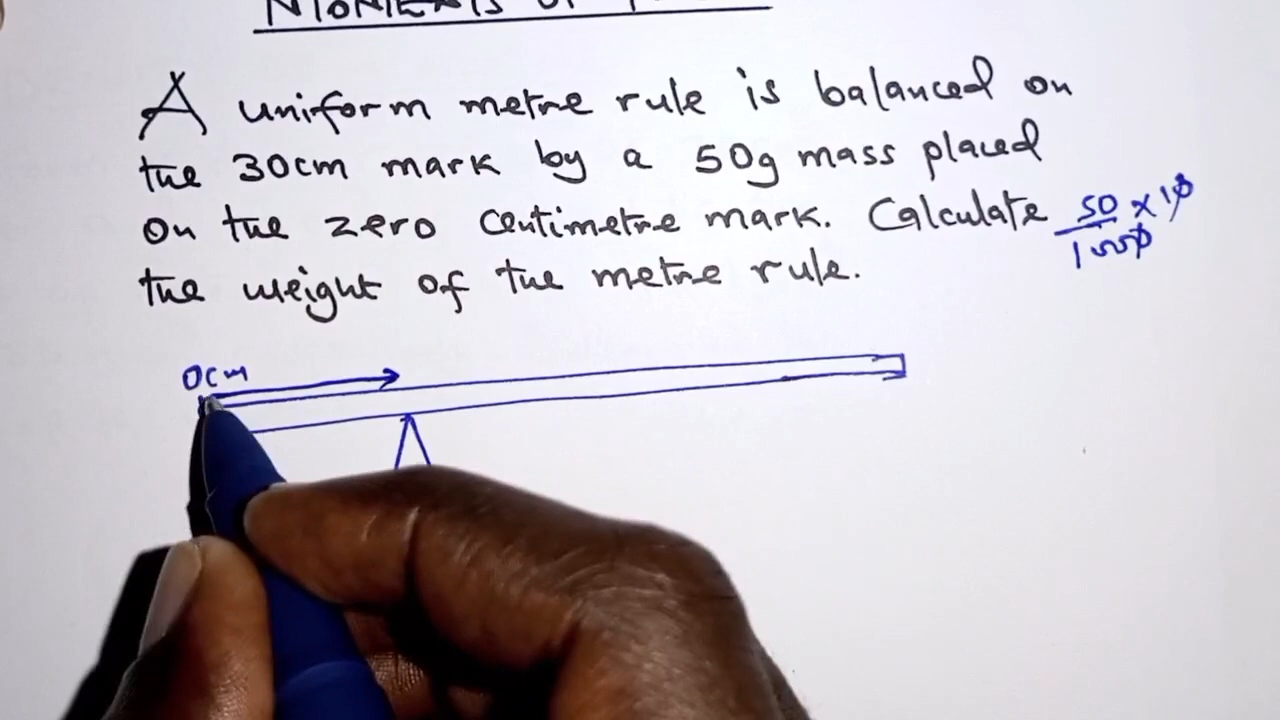 A uniform metre rule is balanced on
the 30cm mark by a 50g mass placed
on the zero centimetre mark. Calculate
the weight of the metre rule.
50 × 10
1000
0cm